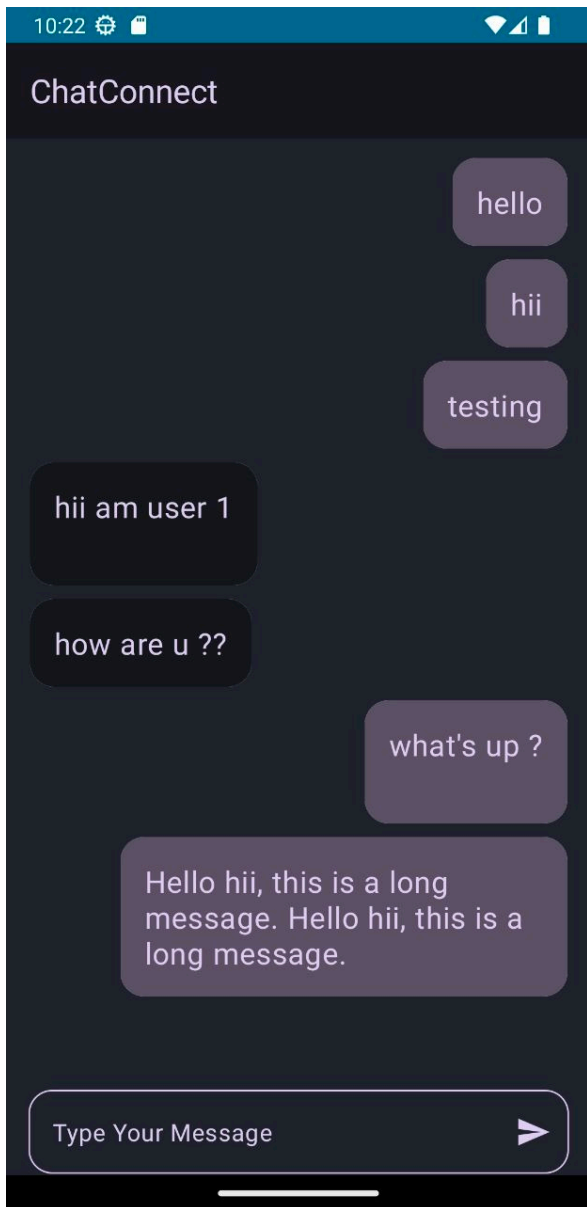 10:22
ChatConnect
hello
hii
testing
hii am user 1
how are u ??
what's up ?
Hello hii, this is a long
message. Hello hii, this is a
long message.
Type Your Message